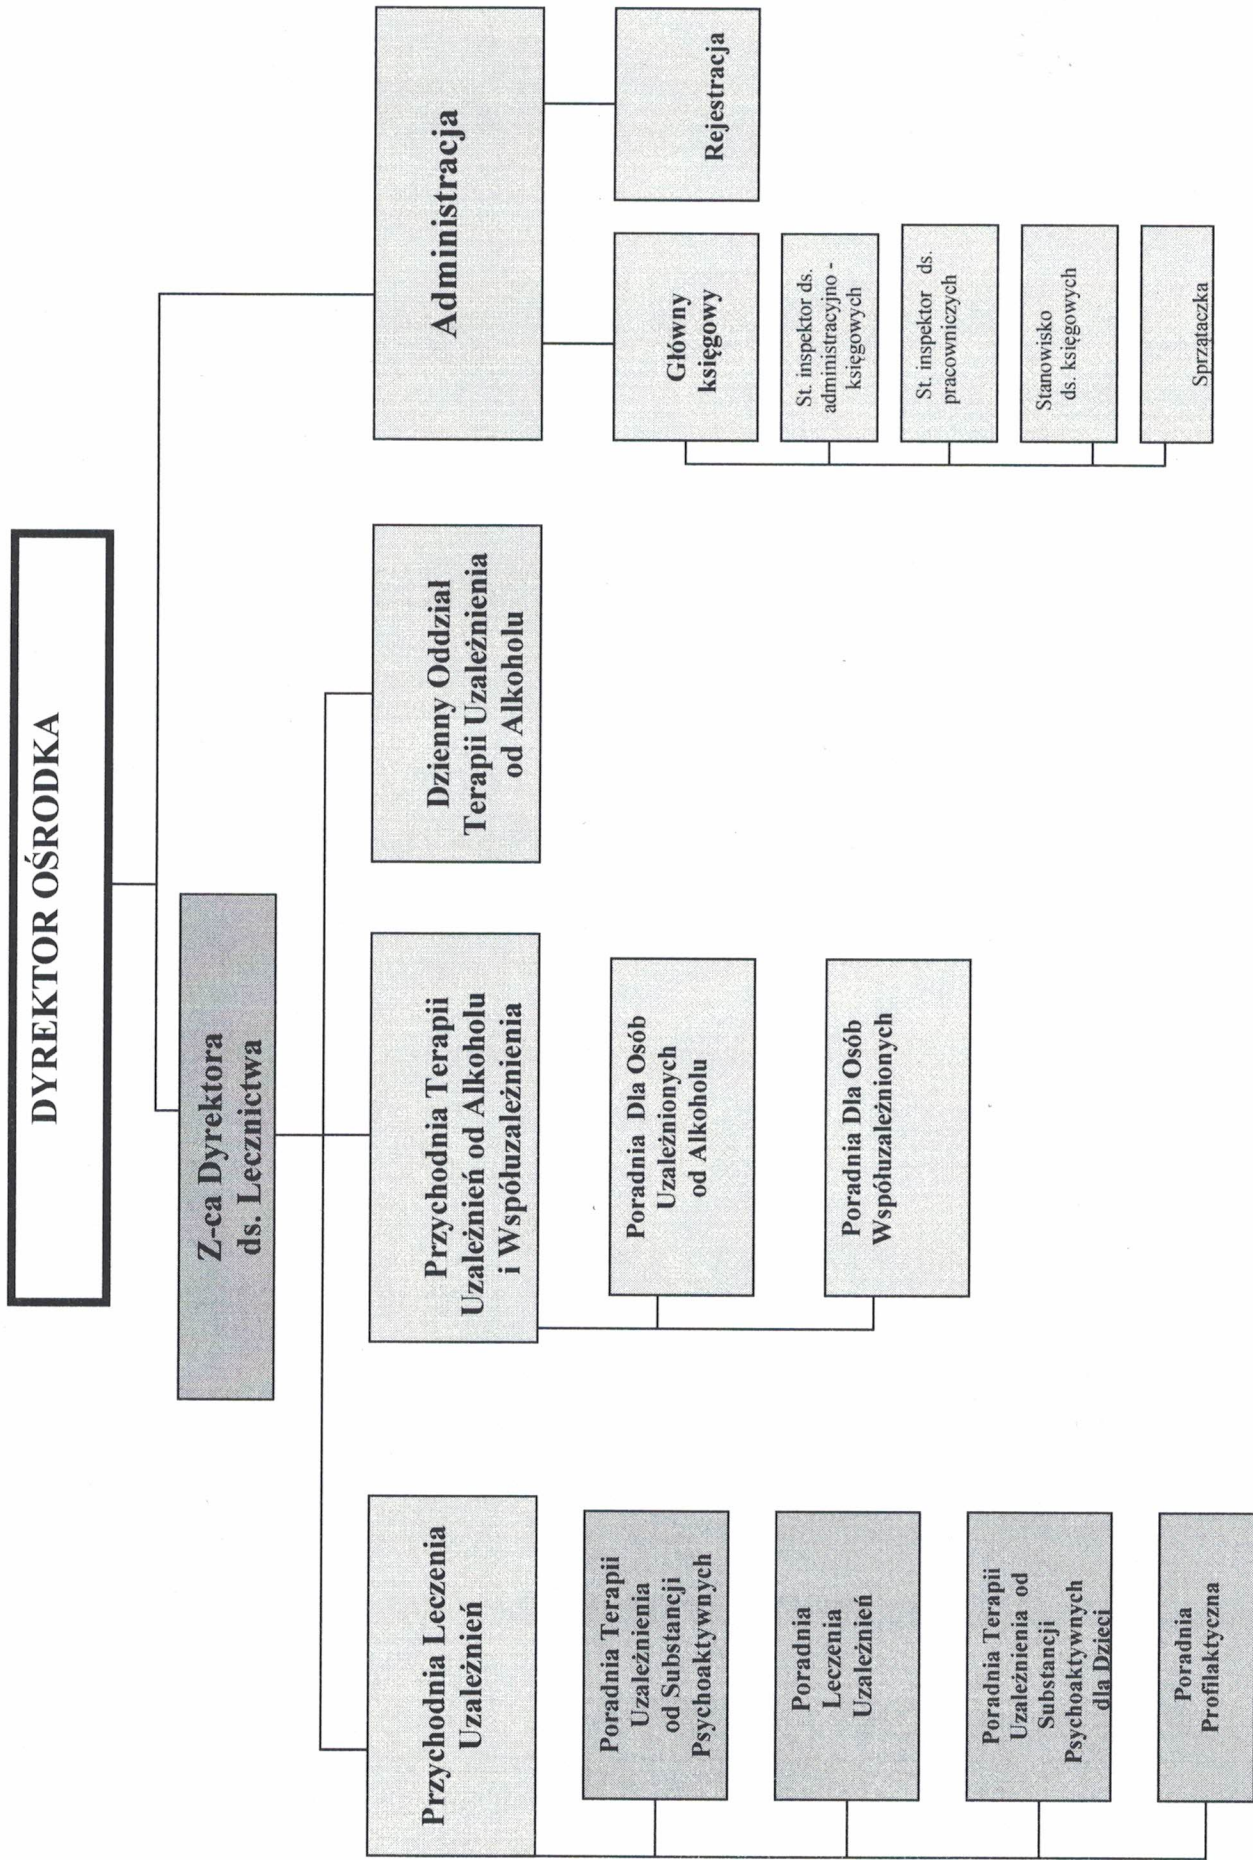 DYREKTOR OŚRODKA
Z-ca Dyrektora
ds. Lecznictwa
Przychodnia Leczenia
Uzależnień
Poradnia Terapii
Uzależnienia
od Substancji
Psychoaktywnych
Poradnia
Leczenia
Uzależnień
Poradnia Terapii
Uzależnienia od
Substancji
Psychoaktywnych
dla Dzieci
Poradnia
Profilaktyczna
Przychodnia Terapii
Uzależnień od Alkoholu
i Współuzależnienia
Poradnia Dla Osób
Uzależnionych
od Alkoholu
Poradnia Dla Osób
Współuzależnionych
Dzienny Oddział
Terapii Uzależnienia
od Alkoholu
Administracja
Główny
księgowy
St. inspektor ds.
administracyjno -
księgowych
St. inspektor ds.
pracowniczych
Stanowisko
ds. księgowych
Sprzątaczka
Rejestracja